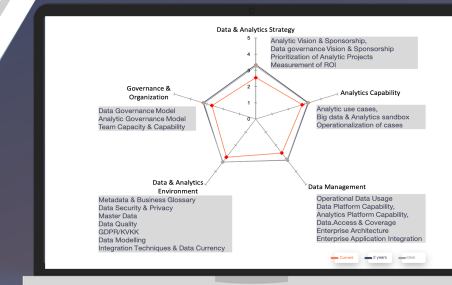 Data & Analytics Strategy
5
4
3
2
1
0
Analytic Vision & Sponsorship,
Data governance Vision & Sponsorship
Prioritization of Analytic Projects
Measurement of ROI
Governance &
Organization
Data Governance Model
Analytic Governance Model
Team Capacity & Capability
Analytics Capability
Analytic use cases,
Big data & Analytics sandbox
Operationalization of cases
Data & Analytics
Environment
Metadata & Business Glossary
Data Security & Privacy
Master Data
Data Quality
GDPR/KVKK
Data Modelling
Integration Techniques & Data Currency
Data Management
Operational Data Usage
Data Platform Capability,
Analytics Platform Capability,
Data Access & Coverage
Enterprise Architecture
Enterprise Application Integration
Current
2 years